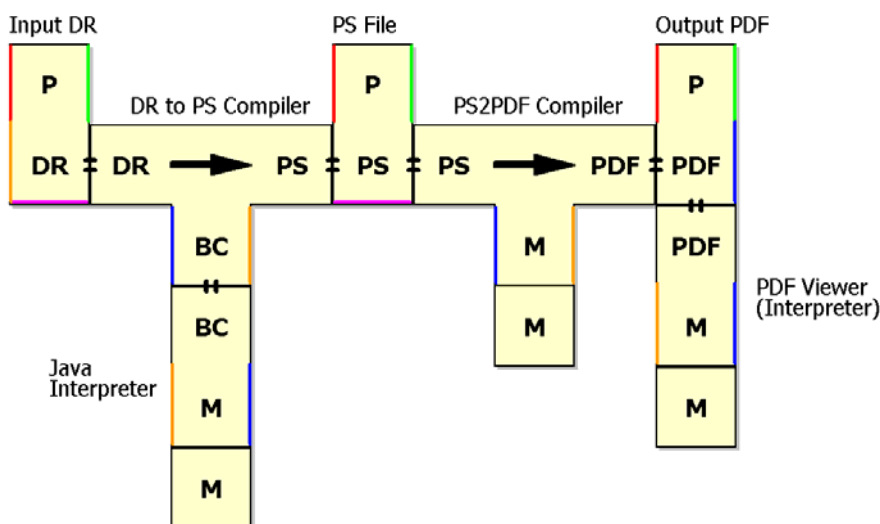 Input DR
PS File
Output PDF
P
P
P
DR to PS Compiler
PS2PDF Compiler
DR
DR
PS
PS
PS
PDF
PDF
BC
M
PDF
BC
M
PDF Viewer
(Interpreter)
Java
Interpreter
M
M
M
M